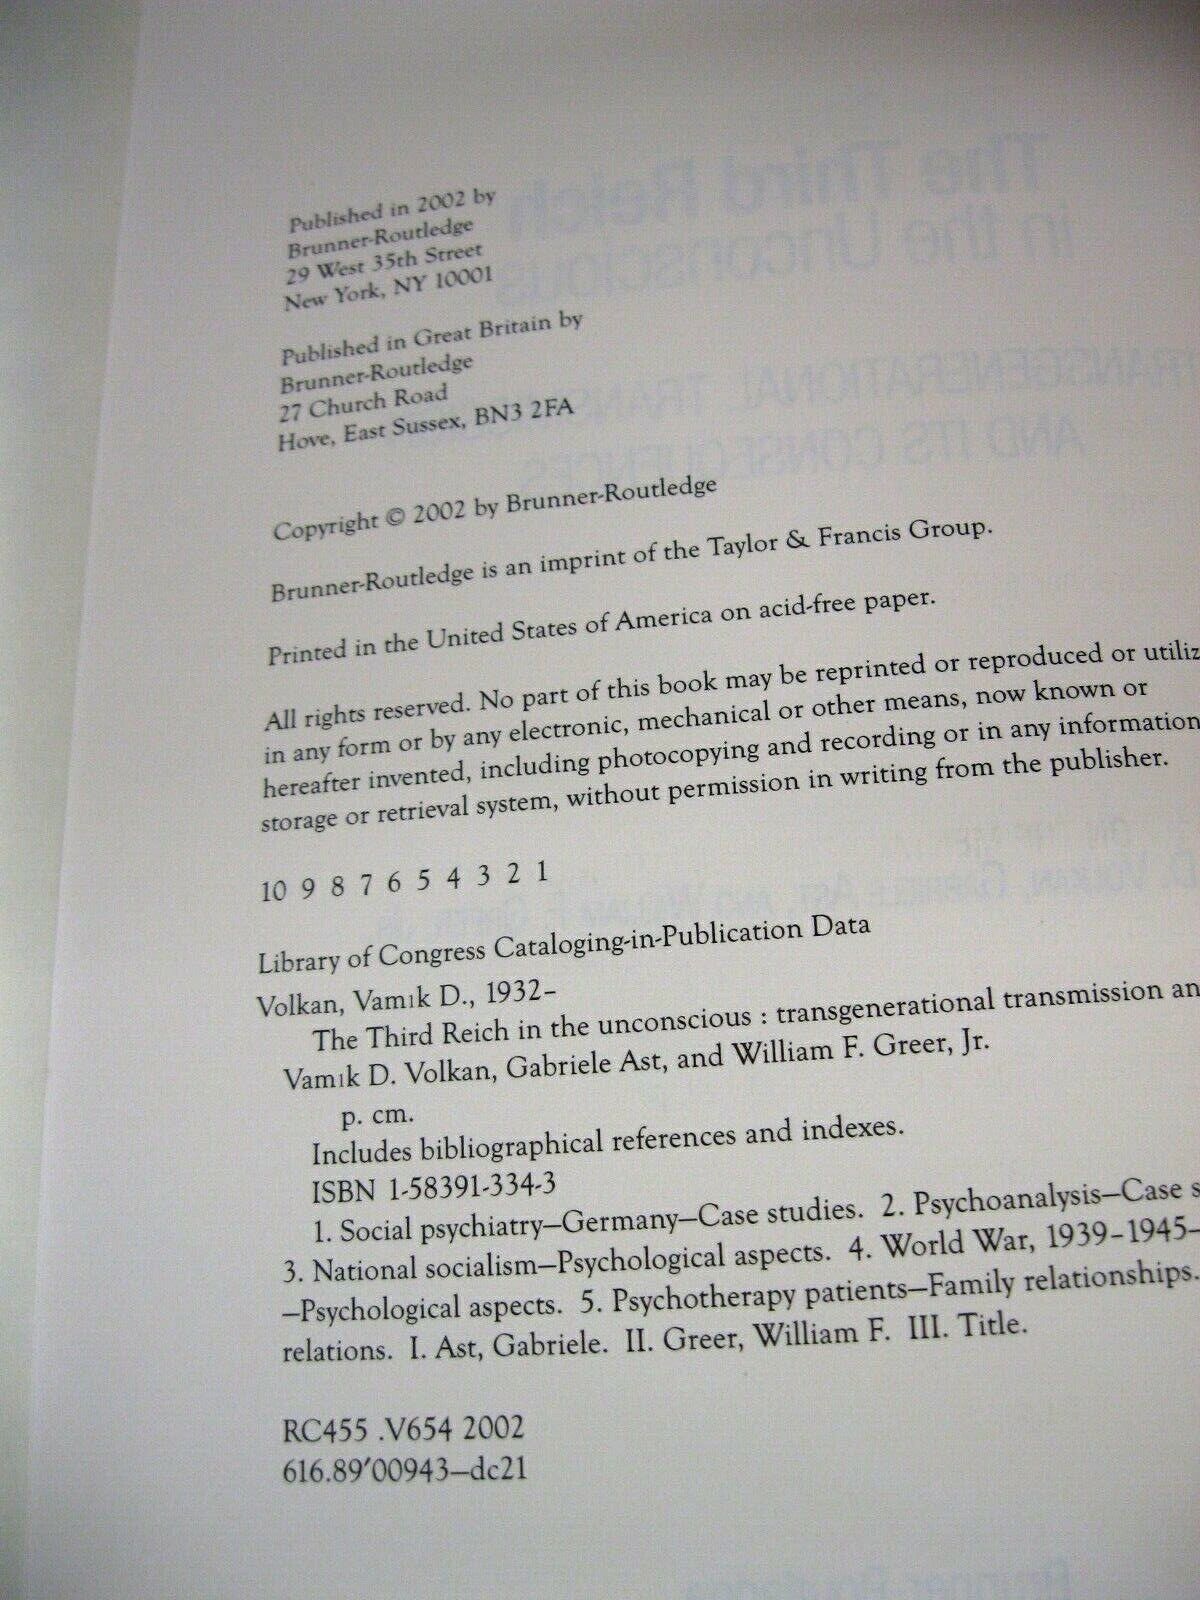 Published in 2002 by
Brunner-Routledge
29 West 35th Street
New York, NY 10001
Published in Great Britain by
Brunner-Routledge
27 Church Road
Hove, East Sussex, BN3 2FA
Copyright © 2002 by Brunner-Routledge
Brunner-Routledge is an imprint of the Taylor & Francis Group.
Printed in the United States of America on acid-free paper.
All rights reserved. No part of this book may be reprinted or reproduced or utiliz
in any form or by any electronic, mechanical or other means, now known or
hereafter invented, including photocopying and recording or in any information
storage or retrieval system, without permission in writing from the publisher.
10 9 8 7 6 5 4 3 2 1
Library of Congress Cataloging-in-Publication Data
Volkan, Vamık D., 1932–
The Third Reich in the unconscious : transgenerational transmission an
Vamık D. Volkan, Gabriele Ast, and William F. Greer, Jr.
p. cm.
Includes bibliographical references and indexes.
ISBN 1-58391-334-3
1. Social psychiatry—Germany—Case studies. 2. Psychoanalysis—Case s
3. National socialism—Psychological aspects. 4. World War, 1939–1945–
—Psychological aspects. 5. Psychotherapy patients—Family relationships.
relations. I. Ast, Gabriele. II. Greer, William F. III. Title.
RC455 .V654 2002
616.89′00943—dc21